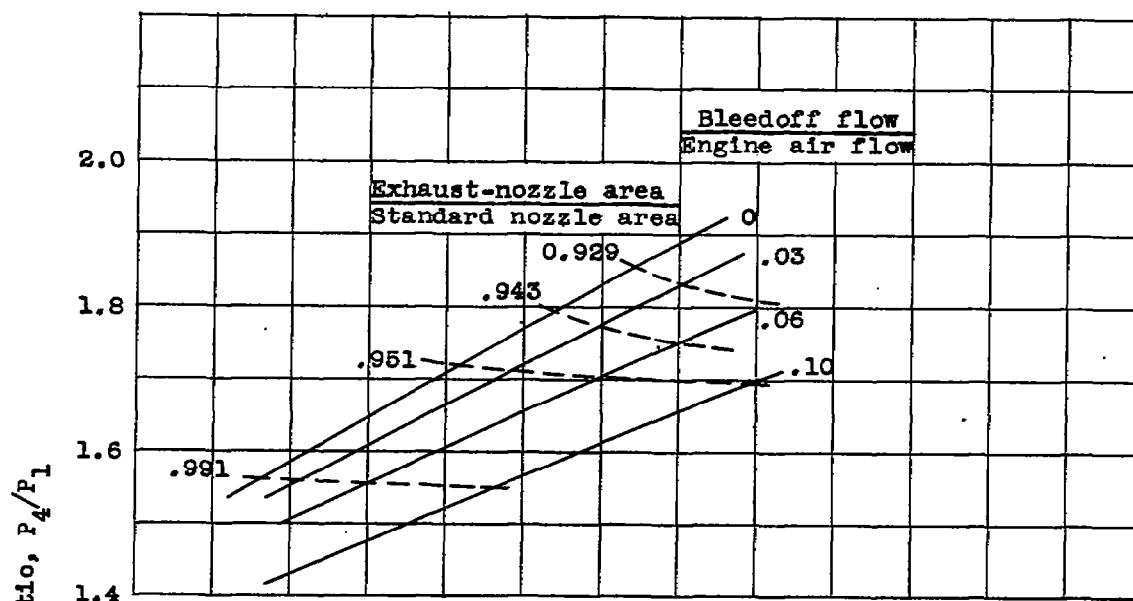 Bleedoff flow
Engine air flow
2.0
Exhaust-nozzle area
Standard nozzle area
0
0.929
.03
.943
1.8
.06
.951
.10
1.6
.991
tio, P4/P1
1.4